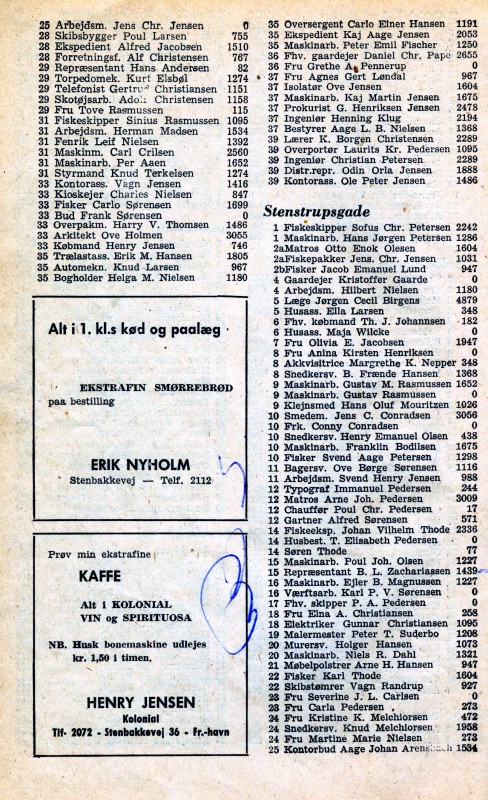 25 Arbejdsm. Jens Chr. Jensen 0
28 Skibsbygger Poul Larsen 755
28 Ekspedient Alfred Jacobsen 1510
28 Forretningsf. Alf Christensen 767
29 Repræsentant Hans Andersen 82
29 Torpedomek. Kurt Elsbøl 1274
29 Telefonist Gertrud Christiansen 1151
29 Skotøjsarb. Adolf Christensen 1158
29 Fru Tove Rasmussen 115
31 Fiskeskipper Sinius Rasmussen 1095
31 Arbejdsm. Herman Madsen 1534
31 Fenrik Leif Nielsen 1392
31 Maskinm. Carl Crilsen 2560
31 Maskinarb. Per Aaen 1652
31 Styrmand Knud Terkelsen 1274
33 Kontorass. Vagn Jensen 1416
33 Kioskejer Charles Nielsen 847
33 Fisker Carlo Sørensen 1699
33 Bud Frank Sørensen 0
33 Overpakm. Harry V. Thomsen 1486
33 Arkitekt Ove Holmen 3055
33 Købmand Henry Jensen 746
35 Trælastass. Erik M. Hansen 1805
35 Automekn. Knud Larsen 967
35 Bogholder Helga M. Nielsen 1180
Alt i 1. kl.s kød og paalæg
EKSTRAFIN SMØRREBRØD
paa bestilling
ERIK NYHOLM
Stenbakkevej — Telf. 2112
Prøv min ekstrafine
KAFFE
Alt i KOLONIAL
VIN og SPIRITUOSA
NB. Husk bonemaskine udlejes
kr. 1,50 i timen.
HENRY JENSEN
Kolonial
Tlf- 2072 - Stenbakkevej 36 - Fr.-havn
35 Oversergent Carlo Elner Hansen 1191
35 Ekspedient Kaj Aage Jensen 2053
35 Maskinarb. Peter Emil Fischer 1250
36 Fhv. gaardejer Daniel Chr. Pape 2655
36 Fru Grethe A. Pennerup 0
37 Fru Agnes Gert Løndal 967
37 Isolatør Ove Jensen 1604
37 Maskinarb. Kaj Martin Jensen 1675
37 Prokurist G. Henriksen Jensen 2478
37 Ingeniør Henning Klug 2194
37 Bestyrer Aage L. B. Nielsen 1368
39 Lærer K. Borgen Christensen 2289
39 Overportør Laurits Kr. Pedersen 1095
39 Ingeniør Christian Petersen 2289
39 Distr.repr. Odin Orla Jensen 1888
39 Kontorass. Ole Peter Jensen 1486
Stenstrupsgade
1 Fiskeskipper Sofus Chr. Petersen 2242
1 Maskinarb. Hans Jørgen Petersen 1286
2a Matros Otto Enok Olesen 1604
2a Fiskepakker Jens. Chr. Jensen 1031
2b Fisker Jacob Emanuel Lund 947
4 Gaardejer Kristoffer Gaarde 0
4 Arbejdsm. Hilbert Nielsen 1180
5 Læge Jørgen Cecil Birgens 4879
5 Husass. Ella Larsen 348
6 Fhv. købmand Th. J. Johannsen 182
6 Husass. Maja Wilcke 0
7 Fru Olivia E. Jacobsen 1947
8 Fru Anina Kirsten Henriksen 0
8 Akkvisitrice Margrethe K. Nepper 348
8 Snedkersv. B. Frænde Hansen 1368
9 Maskinarb. Gustav M. Rasmussen 1652
9 Maskinarb. Gustav Rasmussen 0
9 Klejnsmed Hans Oluf Mouritzen 1026
10 Smedem. Jens C. Conradsen 3056
10 Frk. Conny Conradsen 0
10 Snedkersv. Henry Emanuel Olsen 438
10 Maskinarb. Franklin Bodilsen 1675
10 Fisker Svend Aage Petersen 1298
11 Bagersv. Ove Børge Sørensen 1116
11 Arbejdsm. Svend Henry Jensen 988
12 Typograf Immanuel Pedersen 244
12 Matros Arne Joh. Pedersen 3009
12 Chauffør Poul Chr. Pedersen 17
12 Gartner Alfred Sørensen 571
14 Fiskeeksp. Johan Vilhelm Thode 2336
14 Husbest. T. Elisabeth Pedersen 0
14 Søren Thode 77
15 Maskinarb. Poul Joh. Olsen 1227
15 Repræsentant B. L. Zachariassen 1439
16 Maskinarb. Ejler B. Magnussen 1227
16 Værftsarb. Karl P. V. Sørensen 0
17 Fhv. skipper P. A. Pedersen 0
18 Fru Elna A. Christiansen 258
18 Elektriker Gunnar Christiansen 1095
19 Malermester Peter T. Suderbo 1208
20 Murersv. Holger Hansen 1073
20 Maskinarb. Niels R. Dahl 1321
21 Møbelpolstrer Arne H. Hansen 947
22 Fisker Karl Thode 1604
22 Skibstømrer Vagn Randrup 927
23 Fru Severine J. L. Carlsen 0
23 Fru Carla Pedersen 273
24 Fru Kristine K. Melchiorsen 472
24 Snedkersv. Knud Melchiorsen 1958
24 Fru Martine Marie Nielsen 273
25 Kontorbud Aage Johan Arensbach 1534